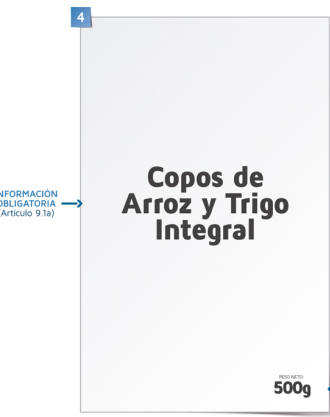 4
Copos de
Arroz y Trigo
Integral
INFORMACIÓN
OBLIGATORIA
(Artículo 9.1a)
PESO NETO
500g